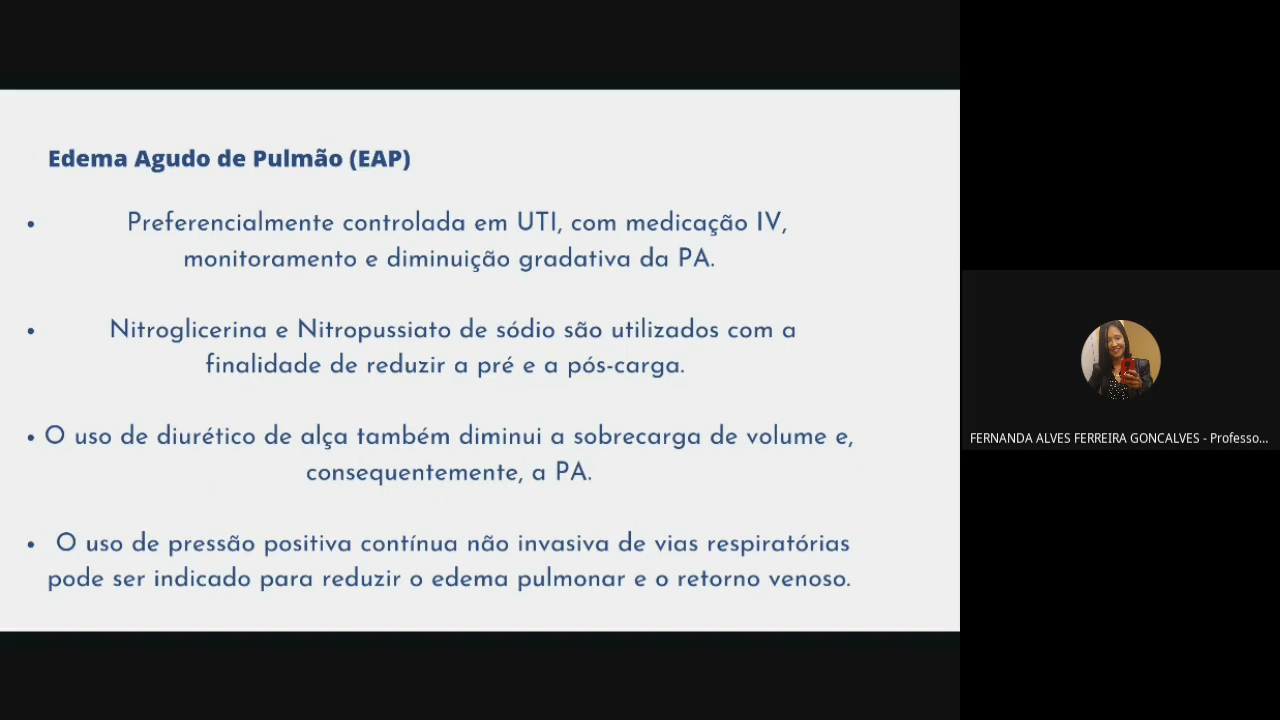 Edema Agudo de Pulmão (EAP)
• Preferencialmente controlada em UTI, com medicação IV,
monitoramento e diminuição gradativa da PA.
• Nitroglicerina e Nitropussiato de sódio são utilizados com a
finalidade de reduzir a pré e a pós-carga.
• O uso de diurético de alça também diminui a sobrecarga de volume e,
consequentemente, a PA.
• O uso de pressão positiva contínua não invasiva de vias respiratórias
pode ser indicado para reduzir o edema pulmonar e o retorno venoso.
FERNANDA ALVES FERREIRA GONCALVES - Professo...